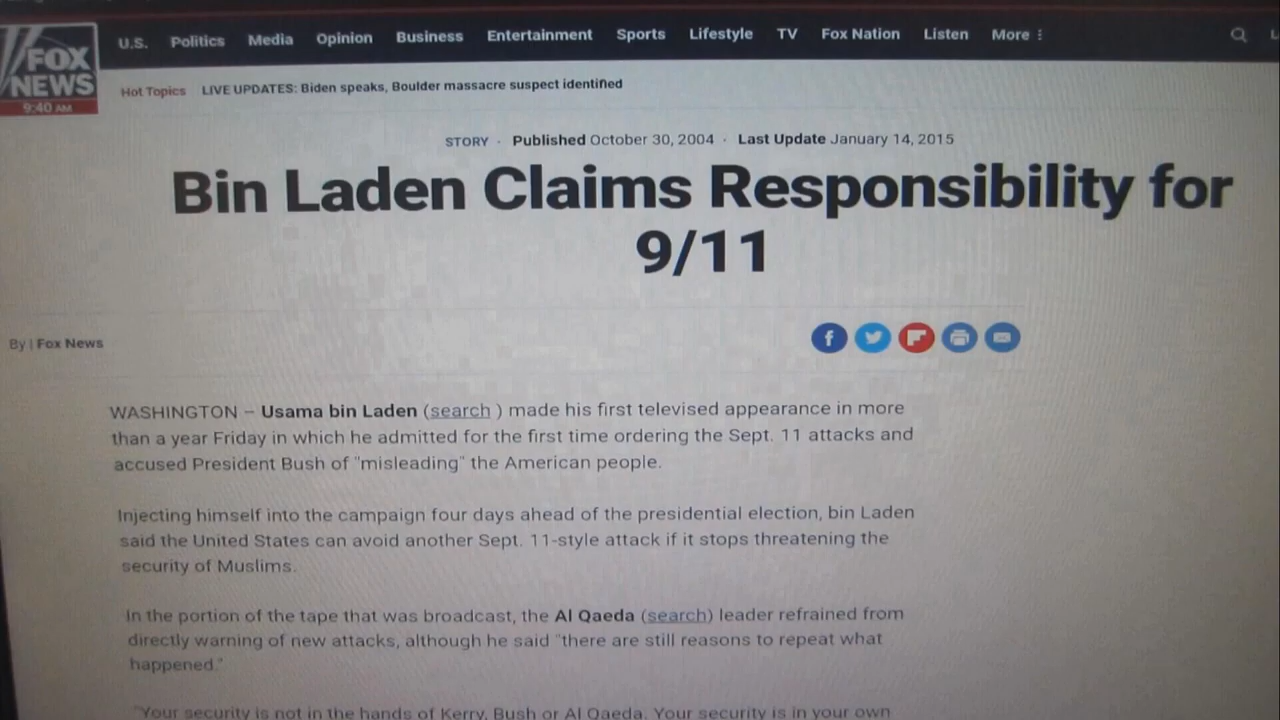 FOX
NEWS
9:40 AM
U.S. Politics Media Opinion Business Entertainment Sports Lifestyle TV Fox Nation Listen More
Hot Topics LIVE UPDATES: Biden speaks, Boulder massacre suspect identified
STORY · Published October 30, 2004 · Last Update January 14, 2015
Bin Laden Claims Responsibility for
9/11
By | Fox News
WASHINGTON – Usama bin Laden (search ) made his first televised appearance in more
than a year Friday in which he admitted for the first time ordering the Sept. 11 attacks and
accused President Bush of "misleading" the American people.
Injecting himself into the campaign four days ahead of the presidential election, bin Laden
said the United States can avoid another Sept. 11-style attack if it stops threatening the
security of Muslims.
In the portion of the tape that was broadcast, the Al Qaeda (search) leader refrained from
directly warning of new attacks, although he said "there are still reasons to repeat what
happened."
"Your security is not in the hands of Kerry, Bush or Al Qaeda. Your security is in your own